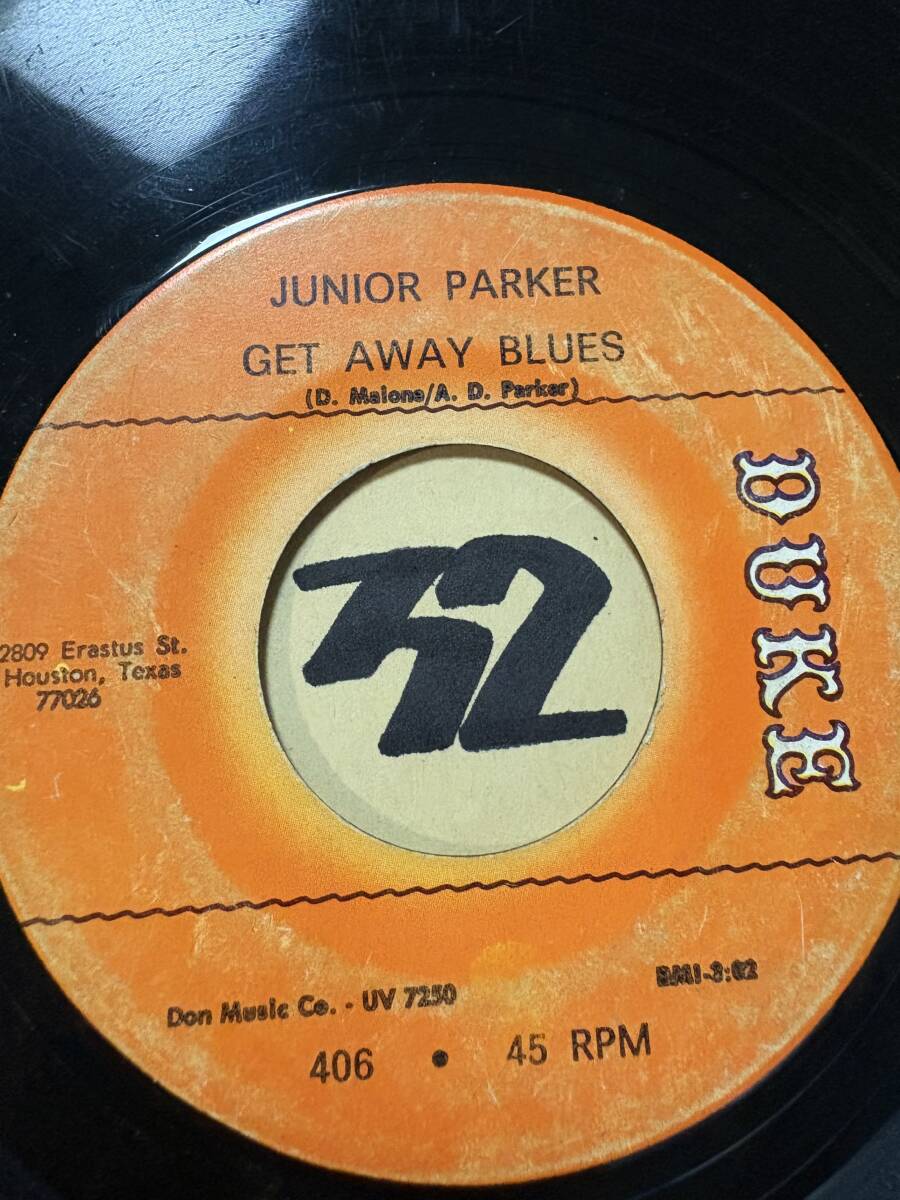 JUNIOR PARKER
GET AWAY BLUES
(D. Malone/A. D. Parker)
DUKE
2809 Erastus St.
Houston, Texas
77026
Don Music Co. - UV 7250
BMI-3:02
406 • 45 RPM